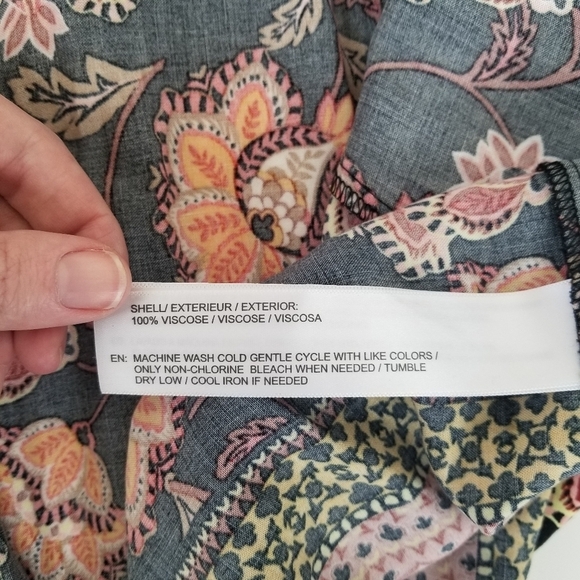 SHELL/ EXTERIEUR / EXTERIOR:
100% VISCOSE / VISCOSE / VISCOSA
EN: MACHINE WASH COLD GENTLE CYCLE WITH LIKE COLORS /
ONLY NON-CHLORINE BLEACH WHEN NEEDED / TUMBLE
DRY LOW / COOL IRON IF NEEDED